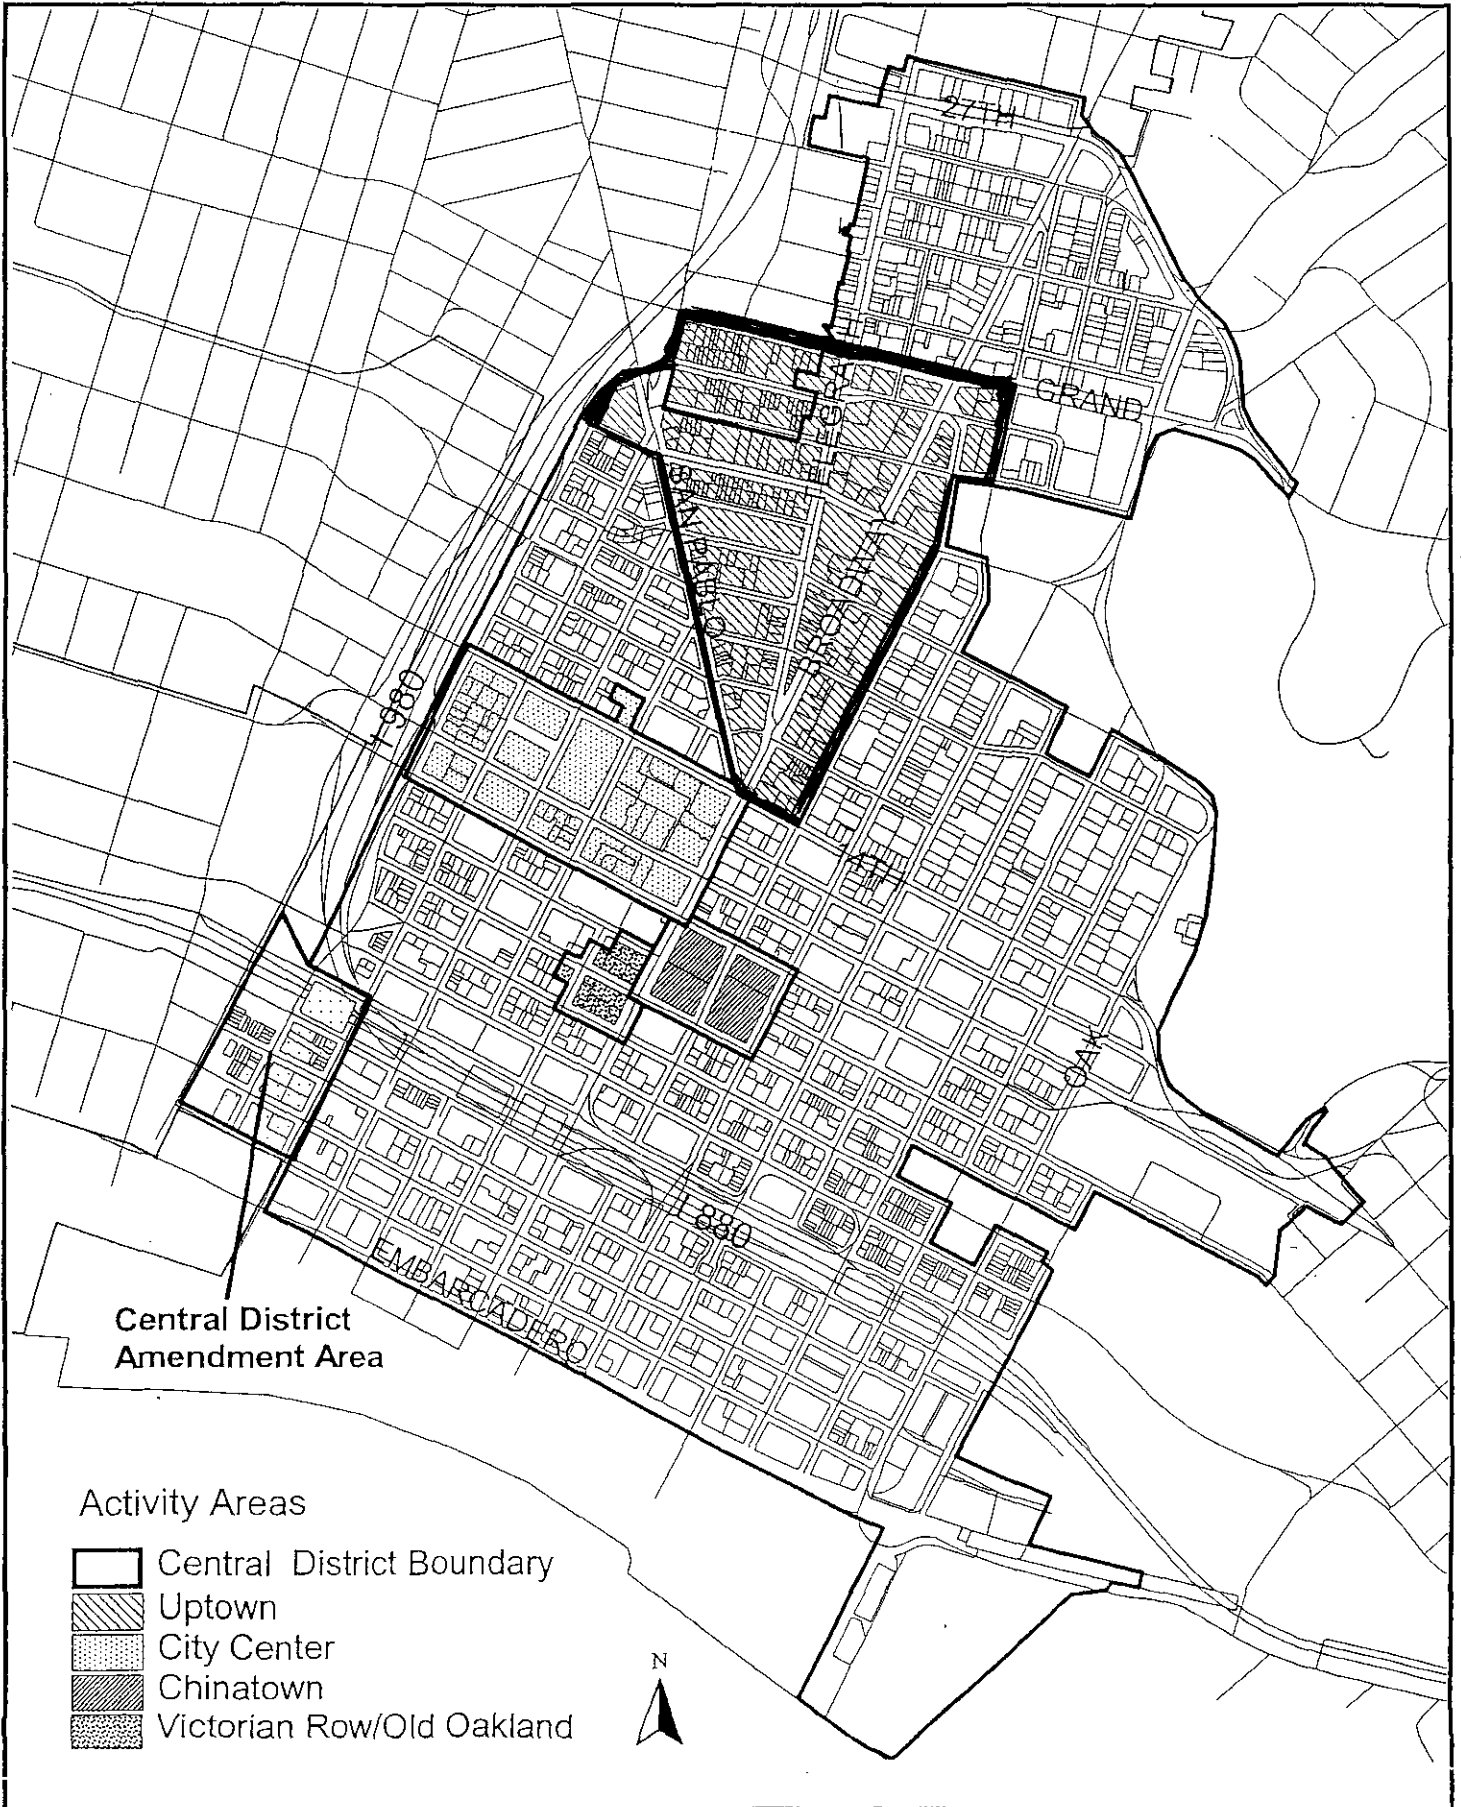 27TH
GRAND
TELEGRAPH
SAN PABLO
BROADWAY
I-980
14TH
OAK
I-880
EMBARCADERO
Central District
Amendment Area
Activity Areas
Central District Boundary
Uptown
City Center
Chinatown
Victorian Row/Old Oakland
N